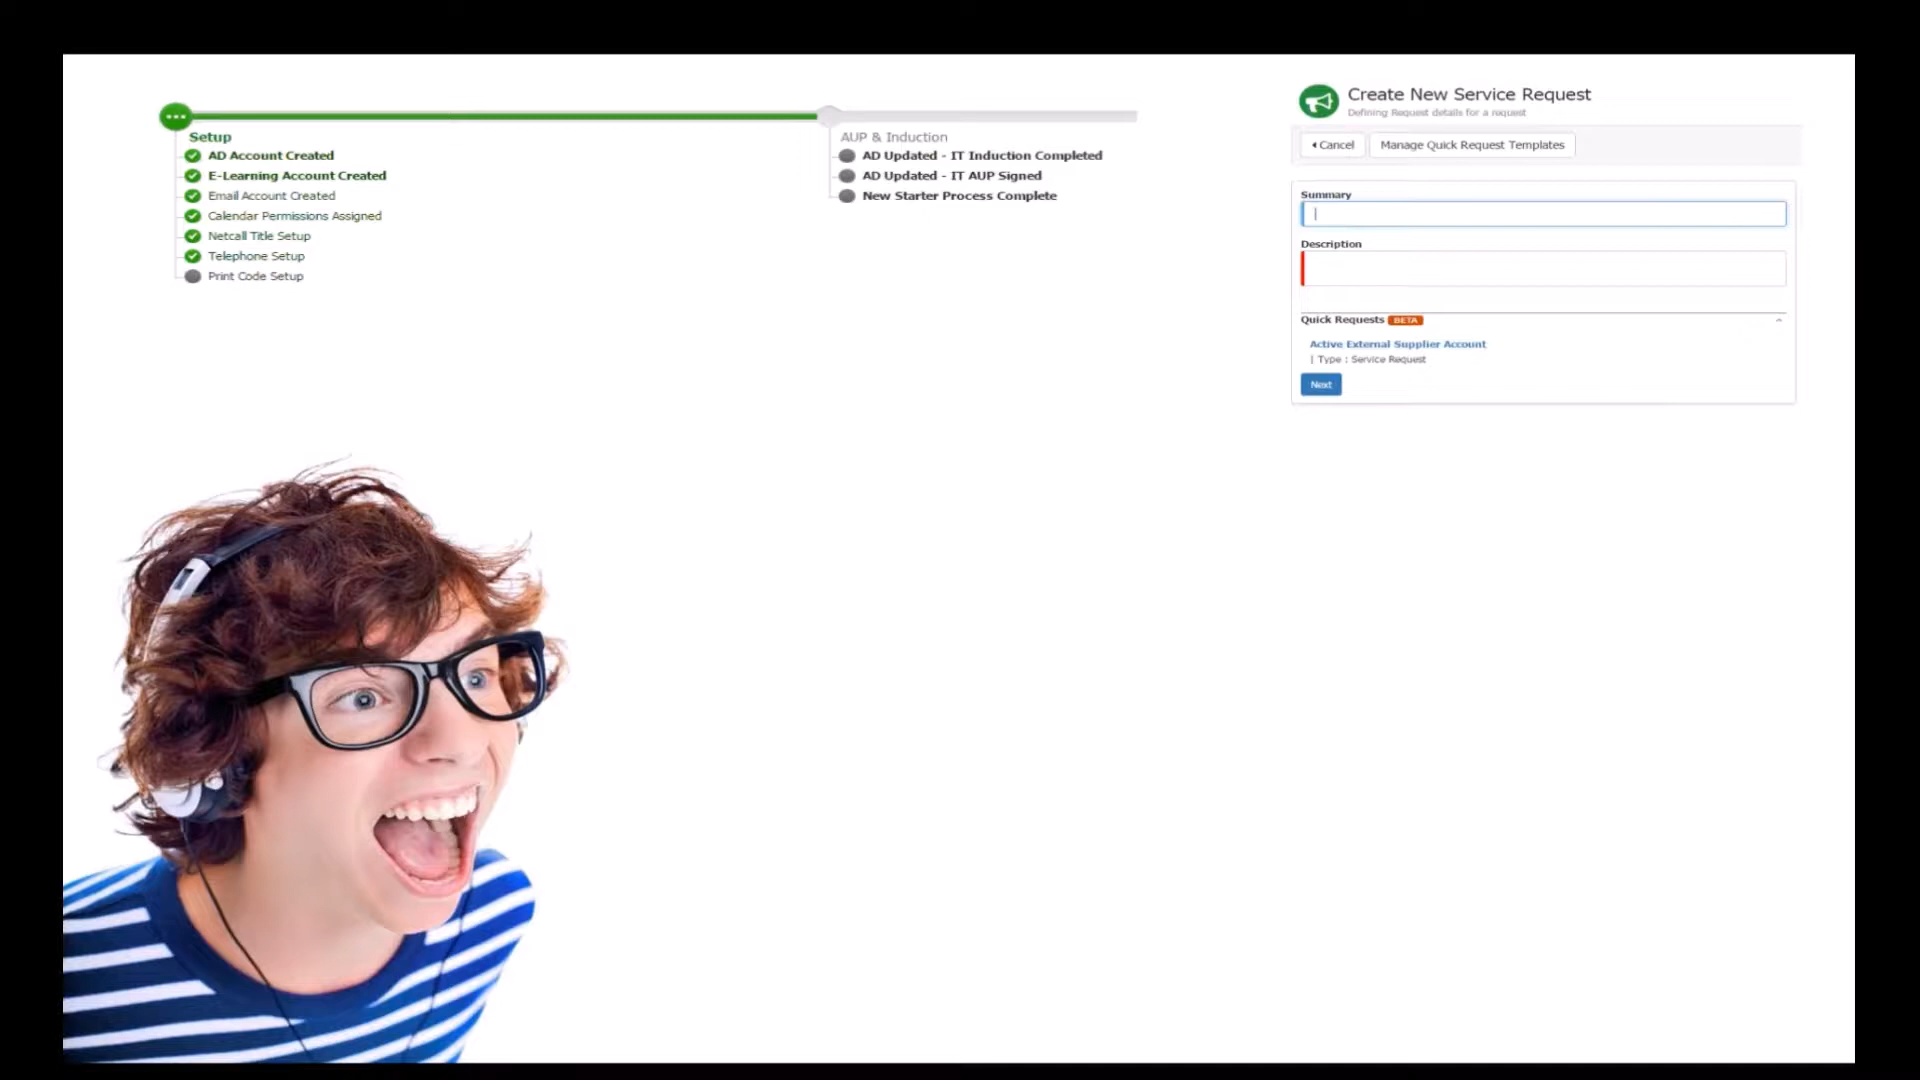 Setup
AD Account Created
E-Learning Account Created
Email Account Created
Calendar Permissions Assigned
Netcall Title Setup
Telephone Setup
Print Code Setup
AUP & Induction
AD Updated - IT Induction Completed
AD Updated - IT AUP Signed
New Starter Process Complete
Create New Service Request
Defining Request details for a request
Cancel
Manage Quick Request Templates
Summary
Description
Quick Requests BETA
Active External Supplier Account
| Type : Service Request
Next